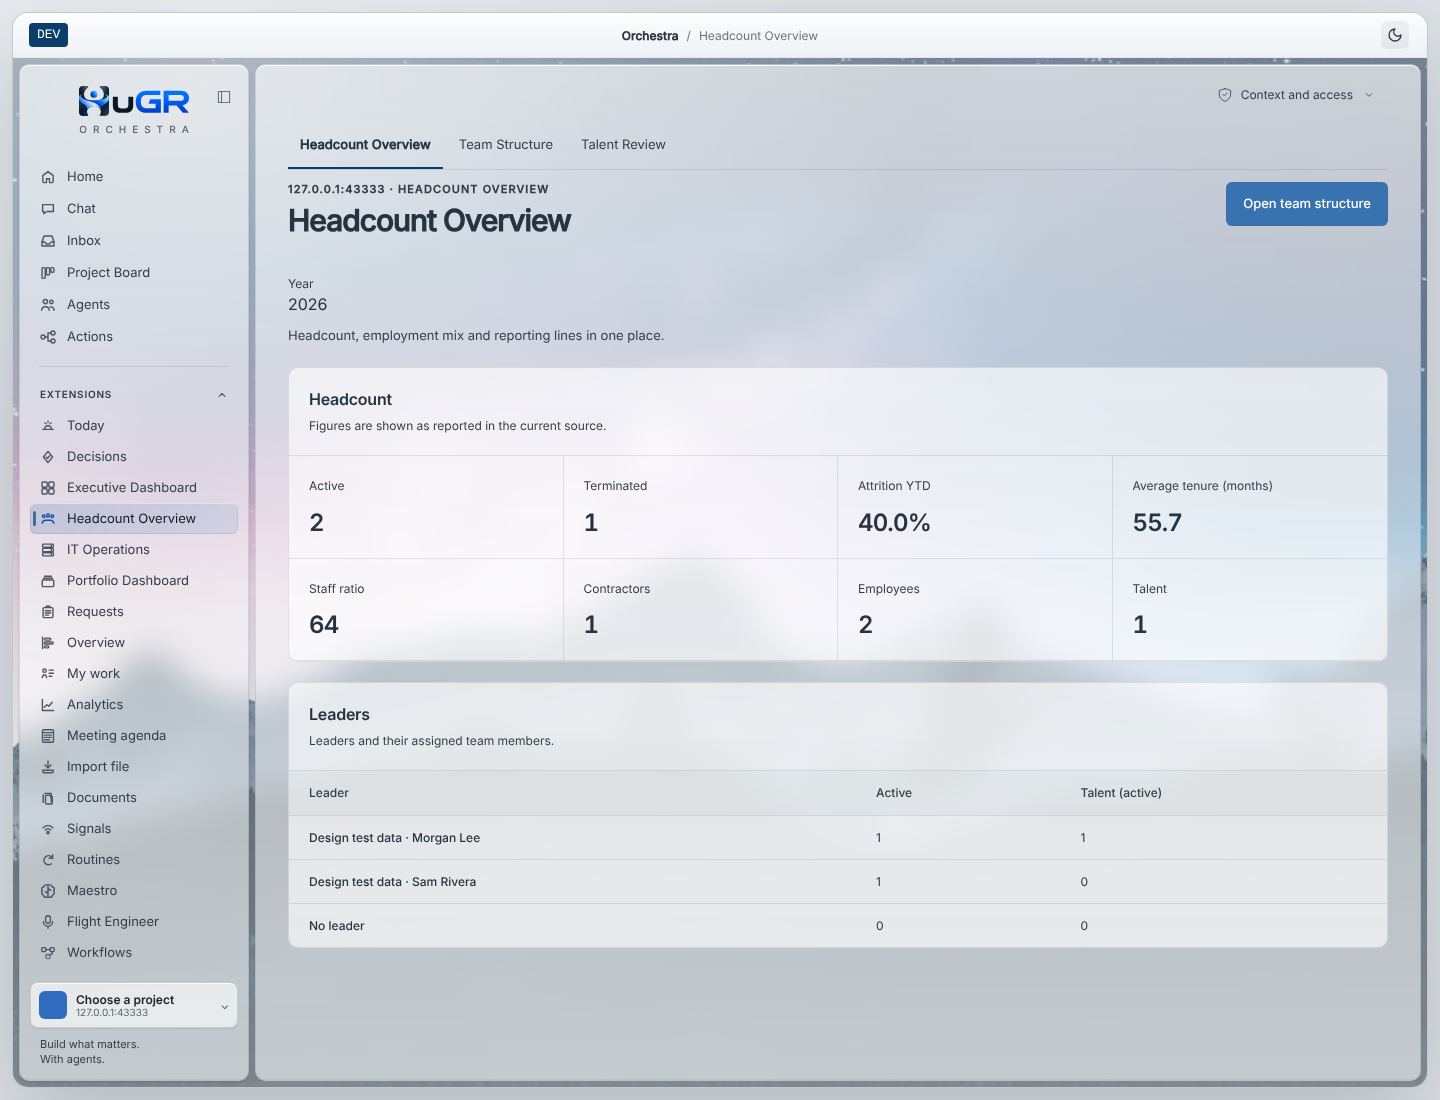 DEV
Orchestra / Headcount Overview
HuGR
ORCHESTRA
Home
Chat
Inbox
Project Board
Agents
Actions
EXTENSIONS
Today
Decisions
Executive Dashboard
Headcount Overview
IT Operations
Portfolio Dashboard
Requests
Overview
My work
Analytics
Meeting agenda
Import file
Documents
Signals
Routines
Maestro
Flight Engineer
Workflows
Choose a project
127.0.0.1:43333
Build what matters.
With agents.
Context and access
Headcount Overview Team Structure Talent Review
127.0.0.1:43333 · HEADCOUNT OVERVIEW
Headcount Overview
Open team structure
Year
2026
Headcount, employment mix and reporting lines in one place.
Headcount
Figures are shown as reported in the current source.
Active Terminated Attrition YTD Average tenure (months)
2 1 40.0% 55.7
Staff ratio Contractors Employees Talent
64 1 2 1
Leaders
Leaders and their assigned team members.
Leader Active Talent (active)
Design test data · Morgan Lee 1 1
Design test data · Sam Rivera 1 0
No leader 0 0